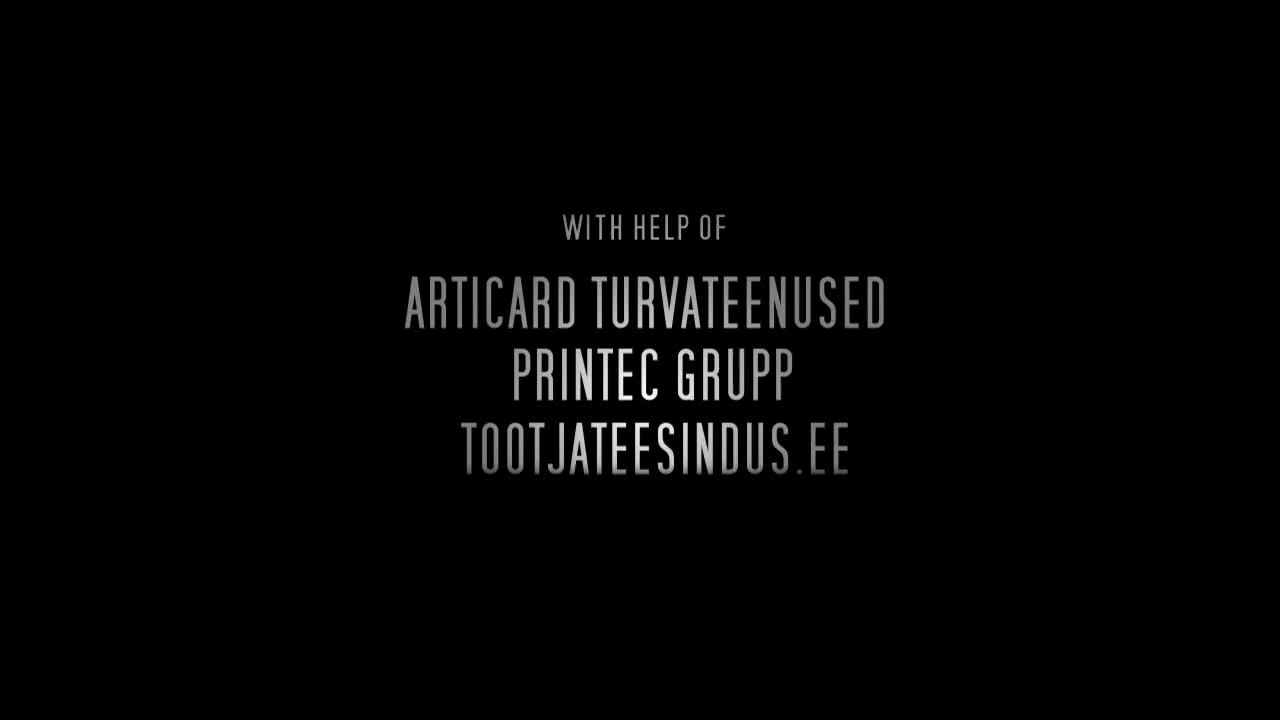 WITH HELP OF
ARTICARD TURVATEENUSED
PRINTEC GRUPP
TOOTJATEESINDUS.EE